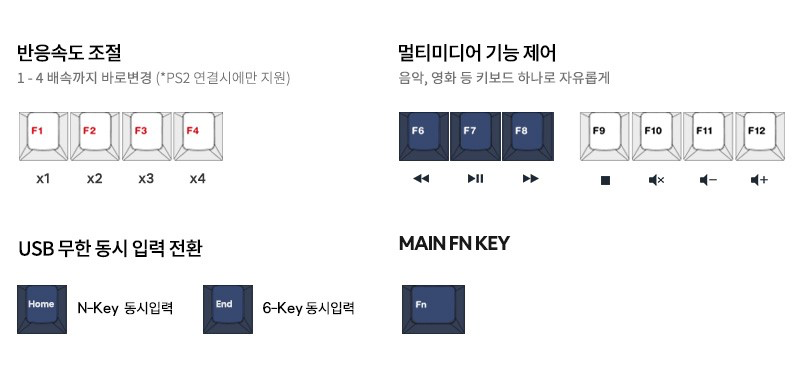 반응속도 조절
1 - 4 배속까지 바로변경 (*PS2 연결시에만 지원)
F1 F2 F3 F4
x1 x2 x3 x4
멀티미디어 기능 제어
음악, 영화 등 키보드 하나로 자유롭게
F6 F7 F8 F9 F10 F11 F12
USB 무한 동시 입력 전환
Home N-Key 동시입력 End 6-Key 동시입력
MAIN FN KEY
Fn